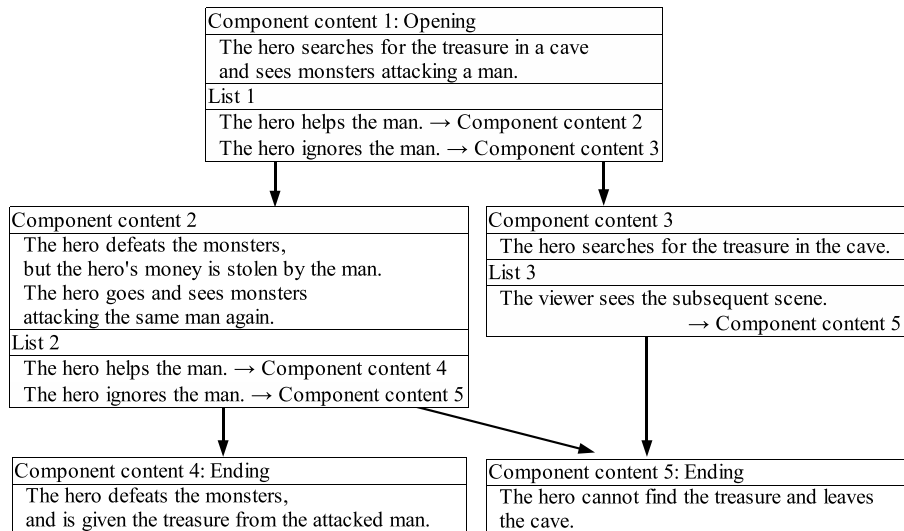 Component content 1: Opening
The hero searches for the treasure in a cave
and sees monsters attacking a man.
List 1
The hero helps the man. → Component content 2
The hero ignores the man. → Component content 3
Component content 2
The hero defeats the monsters,
but the hero's money is stolen by the man.
The hero goes and sees monsters
attacking the same man again.
List 2
The hero helps the man. → Component content 4
The hero ignores the man. → Component content 5
Component content 3
The hero searches for the treasure in the cave.
List 3
The viewer sees the subsequent scene.
→ Component content 5
Component content 4: Ending
The hero defeats the monsters,
and is given the treasure from the attacked man.
Component content 5: Ending
The hero cannot find the treasure and leaves
the cave.